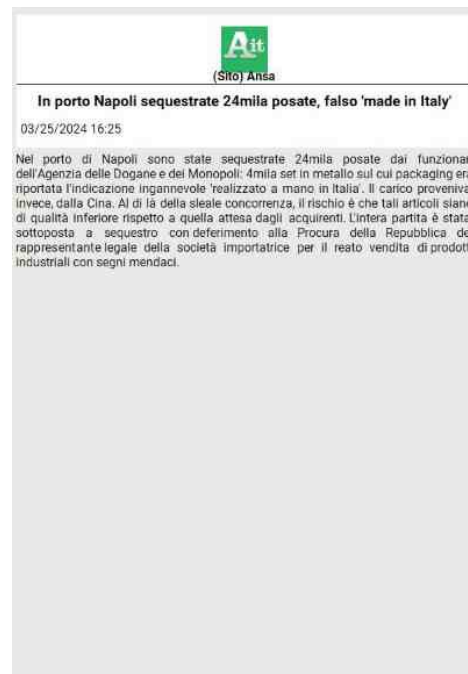 Ait
(Sito) Ansa
In porto Napoli sequestrate 24mila posate, falso 'made in Italy'
03/25/2024 16:25
Nel porto di Napoli sono state sequestrate 24mila posate dai funzionar
dell'Agenzia delle Dogane e dei Monopoli: 4mila set in metallo sul cui packaging era
riportata l'indicazione ingannevole 'realizzato a mano in Italia'. Il carico proveniva
invece, dalla Cina. Al di là della sleale concorrenza, il rischio è che tali articoli siano
di qualità inferiore rispetto a quella attesa dagli acquirenti. L'intera partita è stata
sottoposta a sequestro con deferimento alla Procura della Repubblica de
rappresentante legale della società importatrice per il reato vendita di prodott
industriali con segni mendaci.